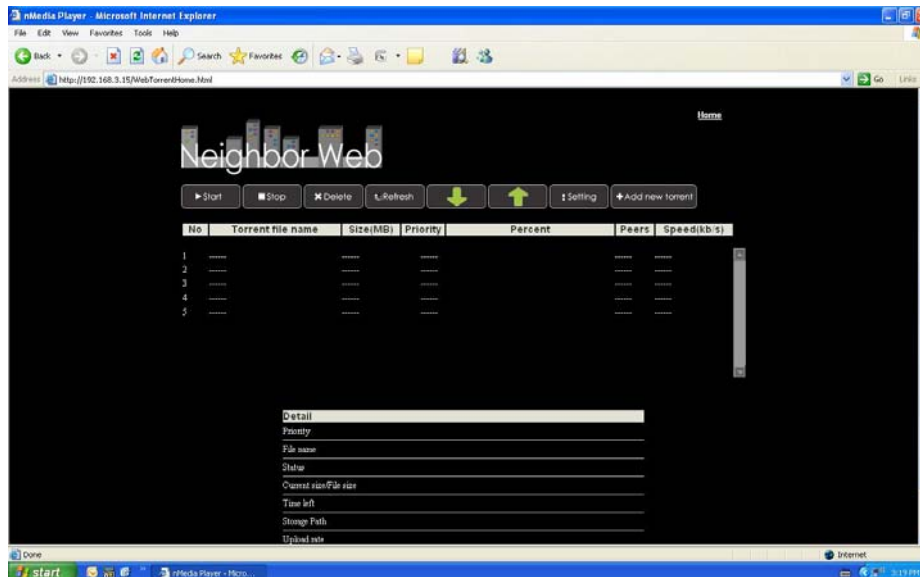 nMedia Player - Microsoft Internet Explorer
File Edit View Favorites Tools Help
Back Search Favorites
Address http://192.168.3.15/WebTorrentHome.html Go Links
Home
Neighbor Web
Start Stop Delete Refresh Setting Add new torrent
No Torrent file name Size(MB) Priority Percent Peers Speed(kb/s)
1 ------ ------ ------ ------ ------
2 ------ ------ ------ ------ ------
3 ------ ------ ------ ------ ------
4 ------ ------ ------ ------ ------
5 ------ ------ ------ ------ ------
Detail
Priority
File name
Status
Current size/File size
Time left
Storage Path
Upload rate
Done Internet
start nMedia Player - Micro... 3:19 PM